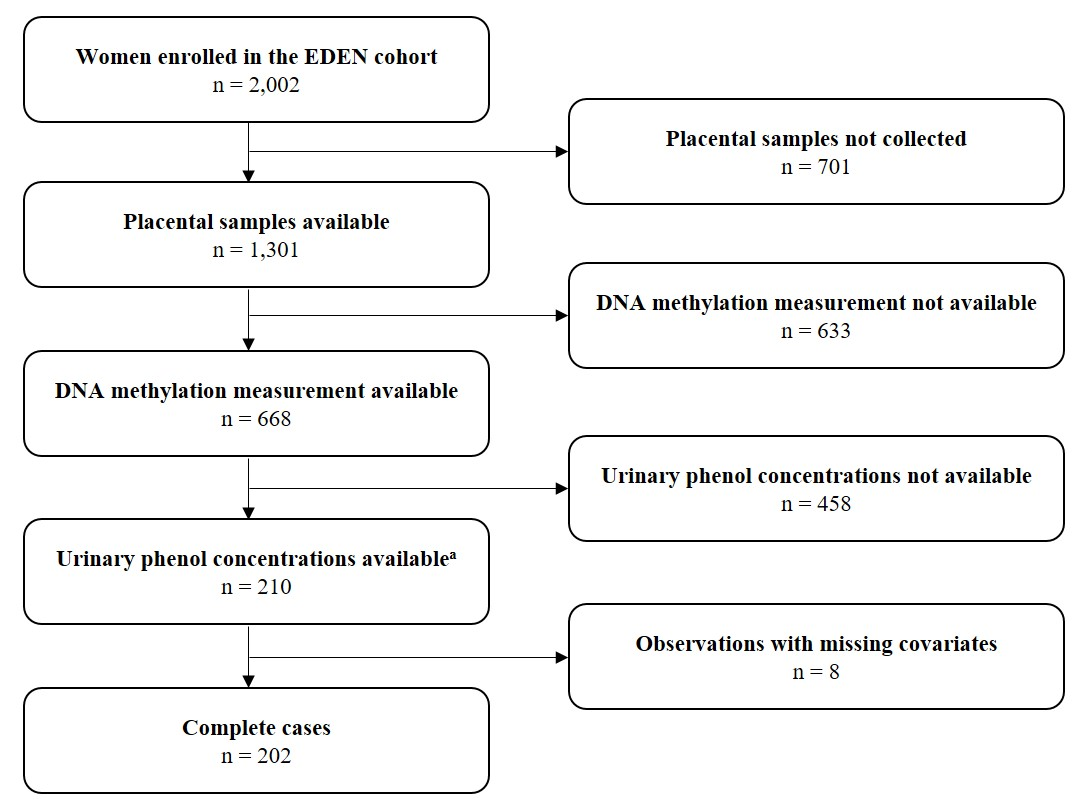 Women enrolled in the EDEN cohort
n = 2,002
Placental samples not collected
n = 701
Placental samples available
n = 1,301
DNA methylation measurement not available
n = 633
DNA methylation measurement available
n = 668
Urinary phenol concentrations not available
n = 458
Urinary phenol concentrations availableᵃ
n = 210
Observations with missing covariates
n = 8
Complete cases
n = 202